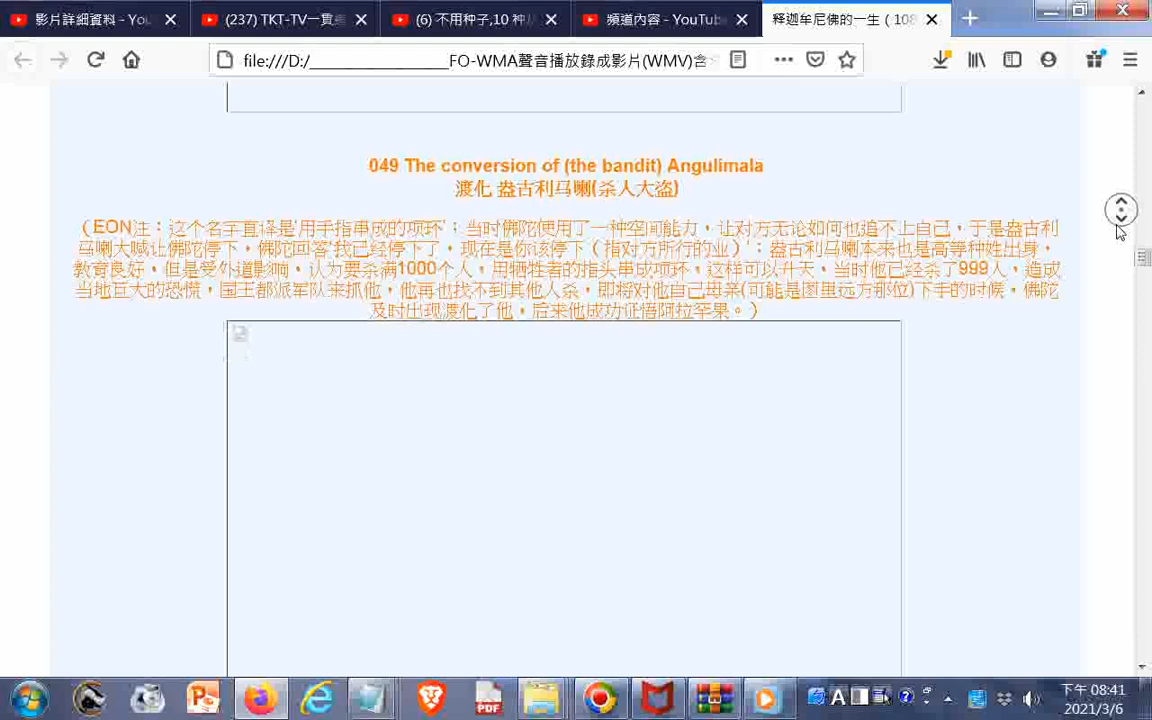 影片詳細資料 - You
(237) TKT-TV一貫
(6) 不用种子,10 种
頻道內容 - YouTub
释迦牟尼佛的一生 ( 108
file:///D:/________________FO-WMA聲音播放錄成影片(WMV)含
049 The conversion of (the bandit) Angulimala
渡化 盎古利马喇(杀人大盗)
（EON注：这个名字直译是'用手指串成的项环'；当时佛陀使用了一种空间能力，让对方无论如何也追不上自己，于是盎古利
马喇大喊让佛陀停下，佛陀回答'我已经停下了，现在是你该停下（指对方所行的业）'；盎古利马喇本来也是高等种姓出身，
教育良好，但是受外道影响，认为要杀满1000个人，用牺牲者的指头串成项环，这样可以升天，当时他已经杀了999人，造成
当地巨大的恐慌，国王都派军队来抓他，他再也找不到其他人杀，即将对他自己母亲(可能是图里远方那位)下手的时候，佛陀
及时出现渡化了他，后来他成功证悟阿拉罕果。）
PDF
A
下午 08:41
2021/3/6